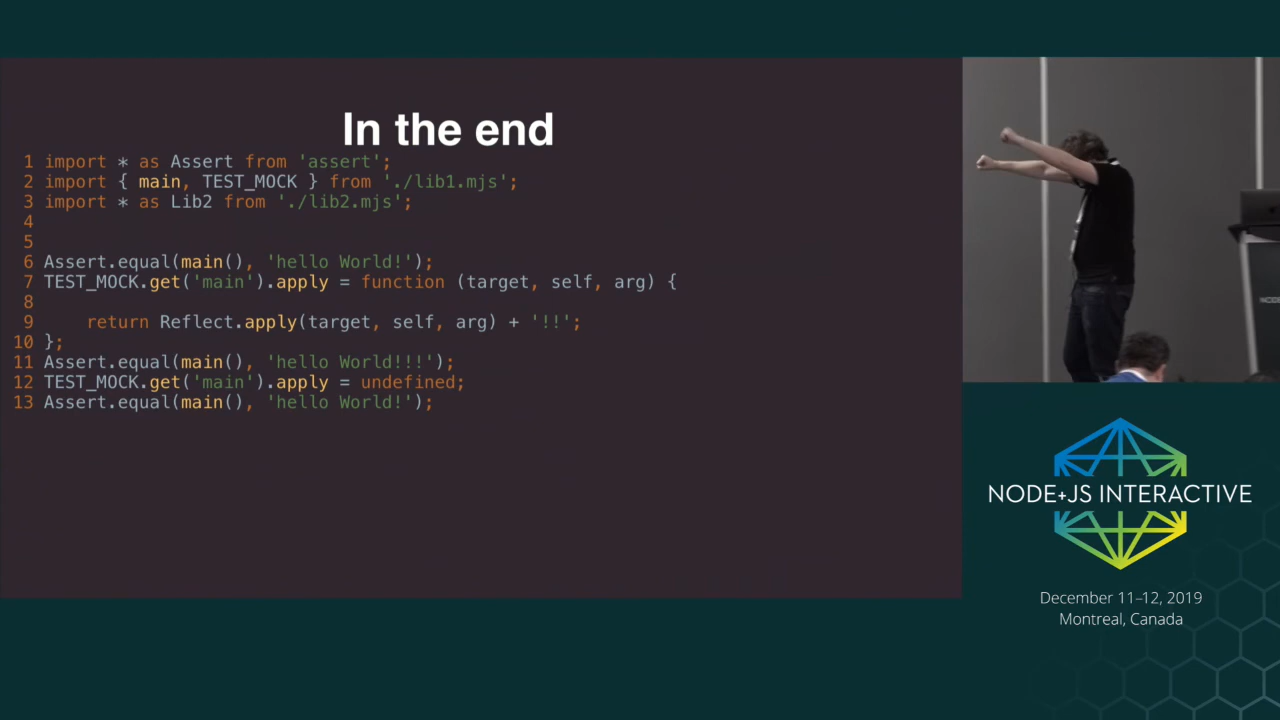 In the end
1 import * as Assert from 'assert';
2 import { main, TEST_MOCK } from './lib1.mjs';
3 import * as Lib2 from './lib2.mjs';
4
5
6 Assert.equal(main(), 'hello World!');
7 TEST_MOCK.get('main').apply = function (target, self, arg) {
8
9     return Reflect.apply(target, self, arg) + '!!';
10 };
11 Assert.equal(main(), 'hello World!!!');
12 TEST_MOCK.get('main').apply = undefined;
13 Assert.equal(main(), 'hello World!');
NODE+JS INTERACTIVE
December 11–12, 2019
Montreal, Canada